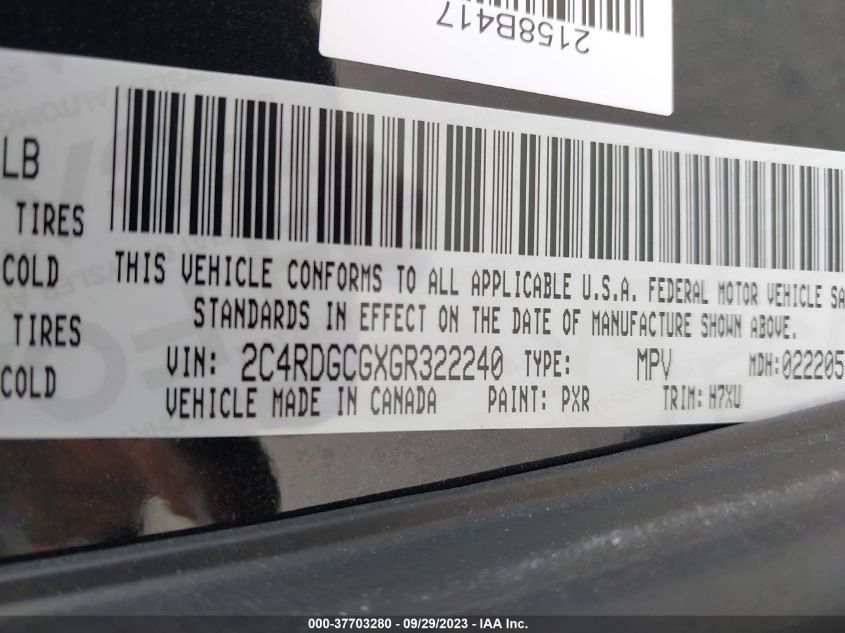 2158B417
LB
TIRES
COLD
TIRES
COLD
THIS VEHICLE CONFORMS TO ALL APPLICABLE U.S.A. FEDERAL MOTOR VEHICLE SA
STANDARDS IN EFFECT ON THE DATE OF MANUFACTURE SHOWN ABOVE.
VIN: 2C4RDGCGXGR322240 TYPE: MPV MDH:022205
VEHICLE MADE IN CANADA PAINT: PXR TRIM: H7XU
000-37703280 - 09/29/2023 - IAA Inc.